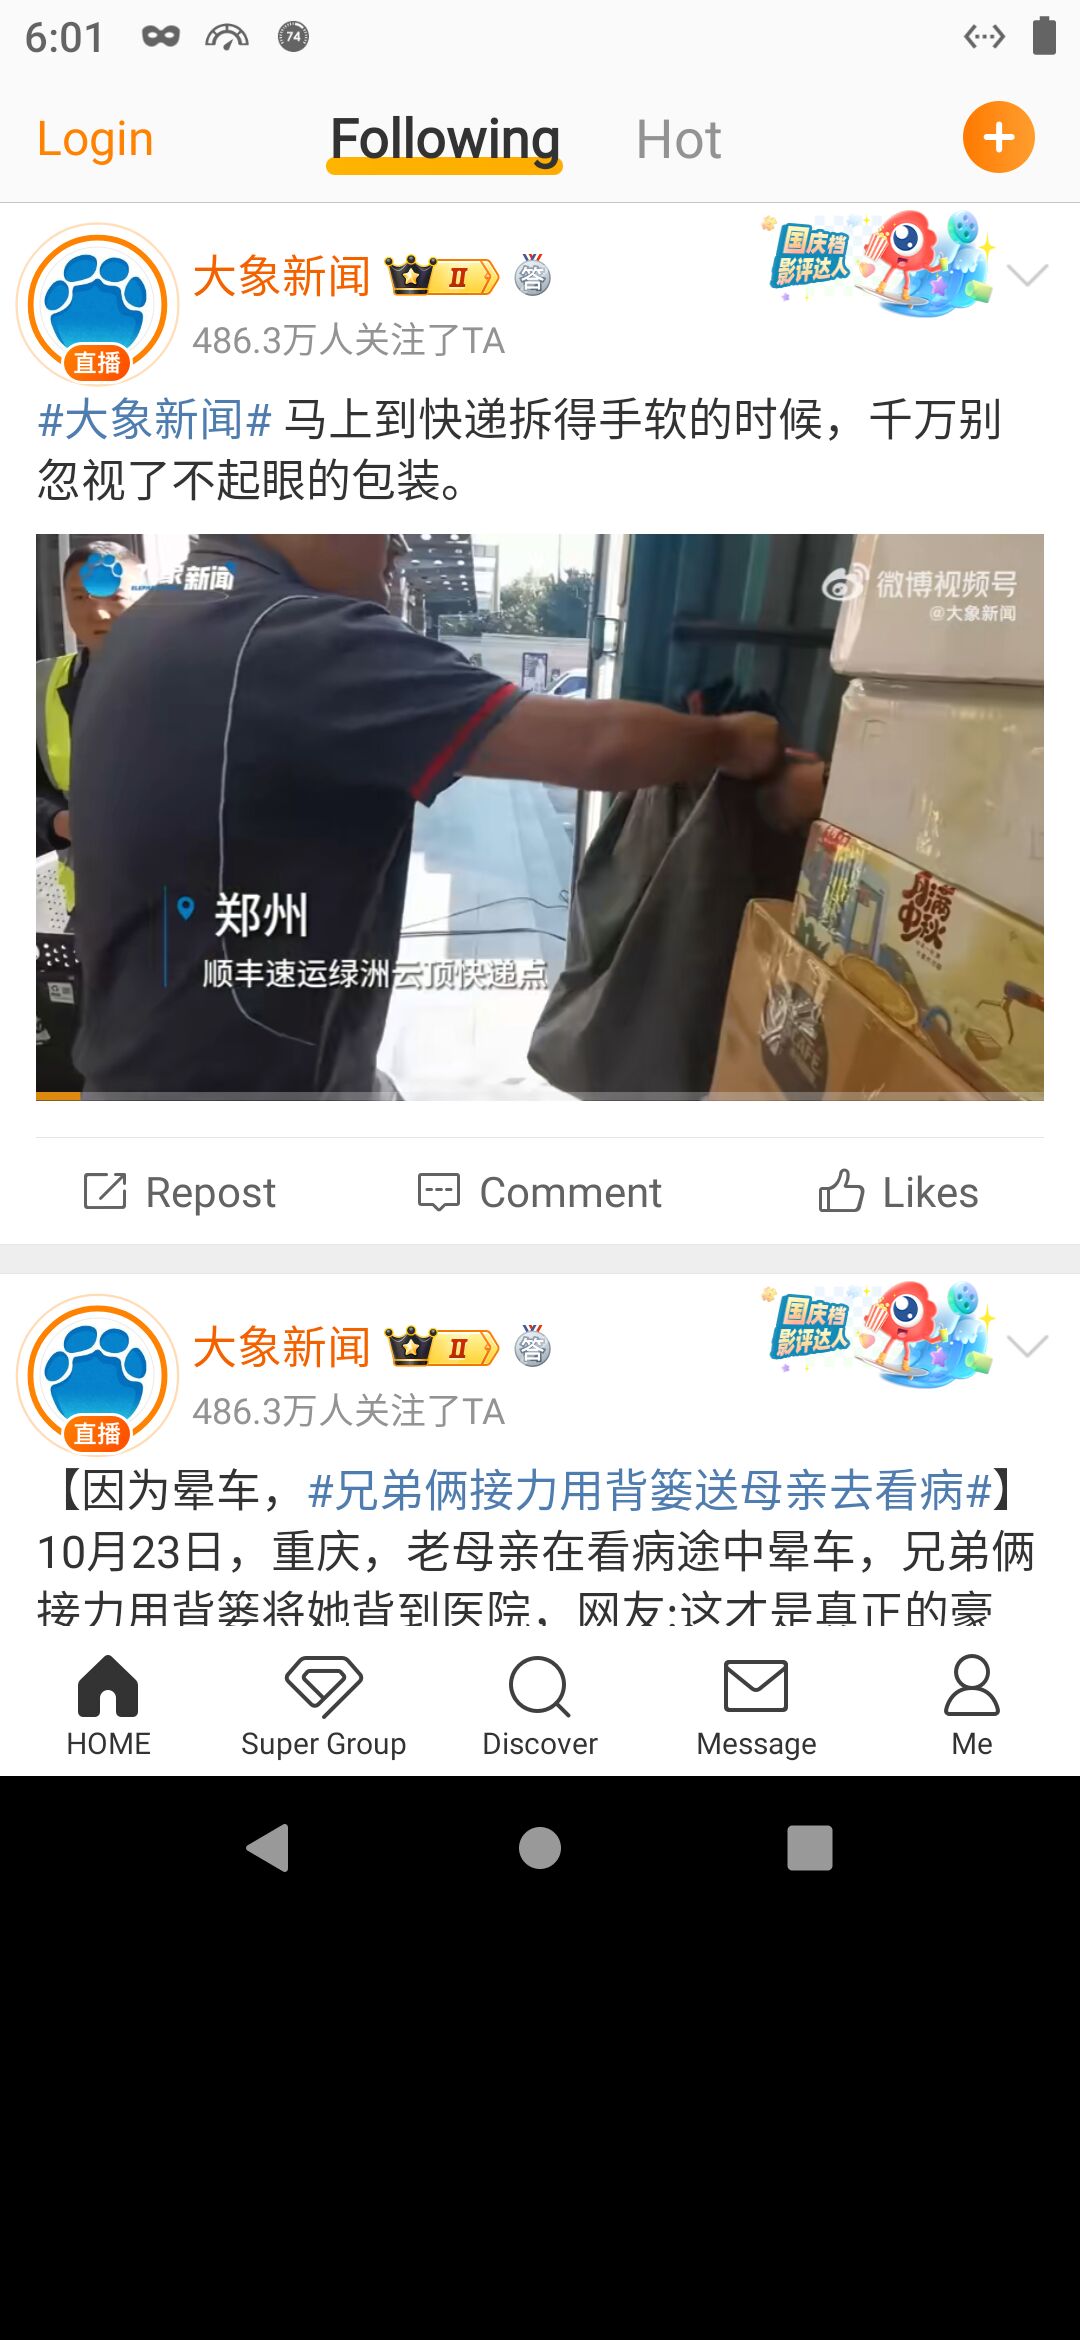 6:01
74
Login
Following
Hot
大象新闻
II
答
国庆档
影评达人
486.3万人关注了TA
直播
#大象新闻# 马上到快递拆得手软的时候，千万别
忽视了不起眼的包装。
象新闻
微博视频号
@大象新闻
月满
中秋
郑州
顺丰速运绿洲云顶快递点
Repost
Comment
Likes
大象新闻
II
答
国庆档
影评达人
486.3万人关注了TA
直播
【因为晕车，#兄弟俩接力用背篓送母亲去看病#】
10月23日，重庆，老母亲在看病途中晕车，兄弟俩
接力用背篓将她背到医院，网友:这才是真正的豪
HOME
Super Group
Discover
Message
Me